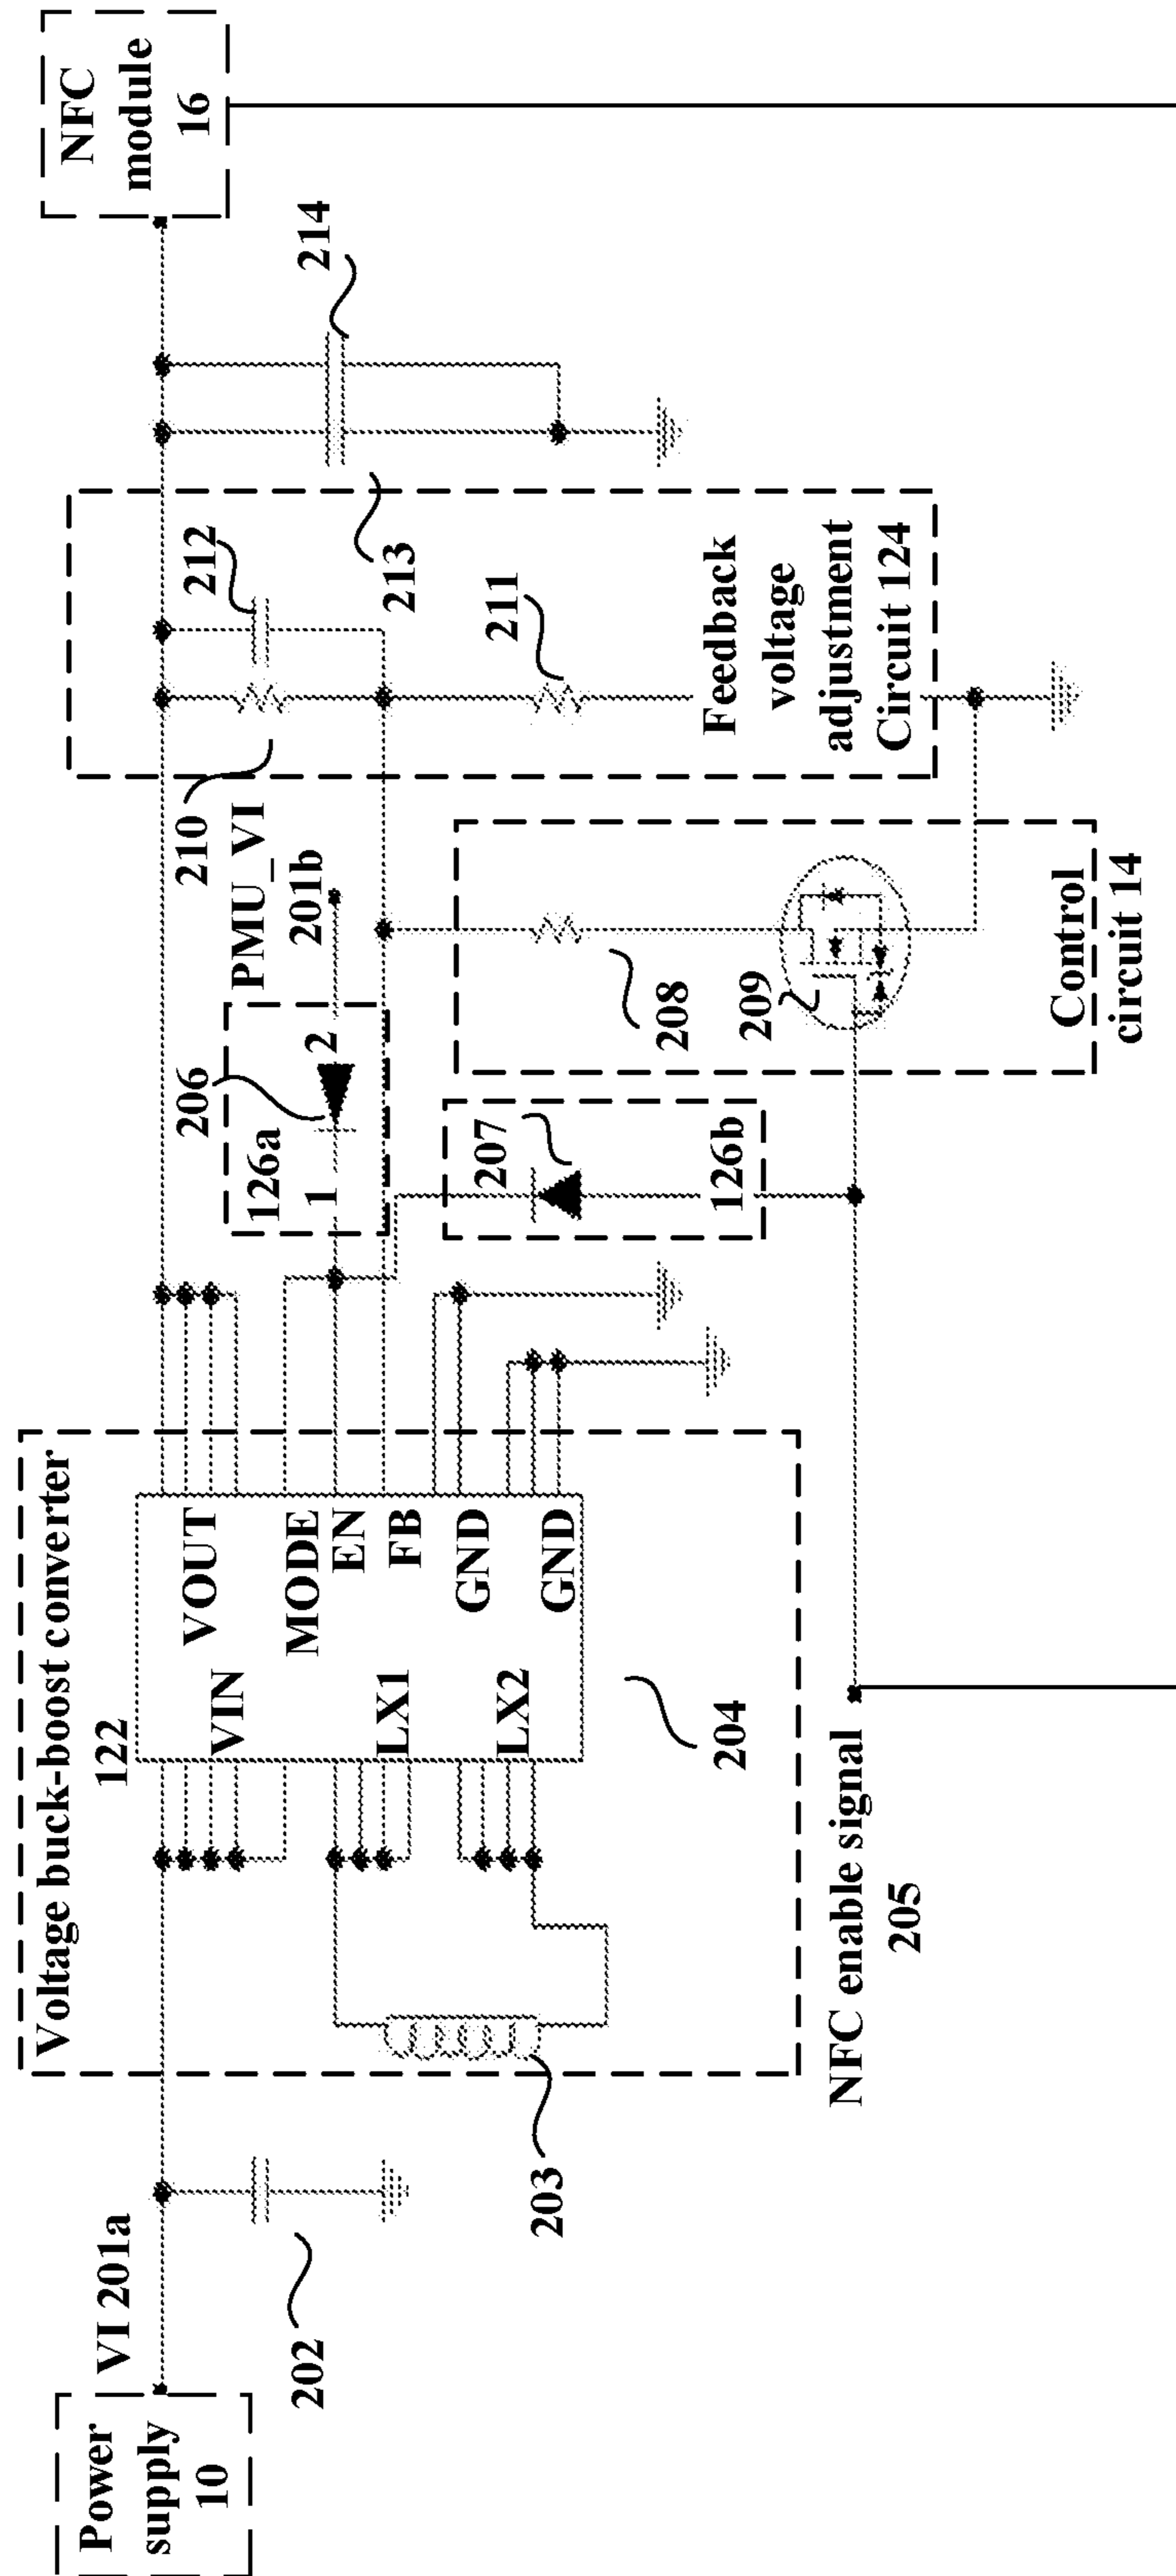 Power
supply
10
VI 201a
202
Voltage buck-boost converter
122
VIN
VOUT
MODE
EN
FB
LX1
LX2
GND
GND
203
204
NFC enable signal
205
206
126a
1
2
PMU_VI
201b
207
126b
208
209
Control
circuit 14
210
211
212
Feedback
voltage
adjustment
Circuit 124
213
214
NFC
module
16